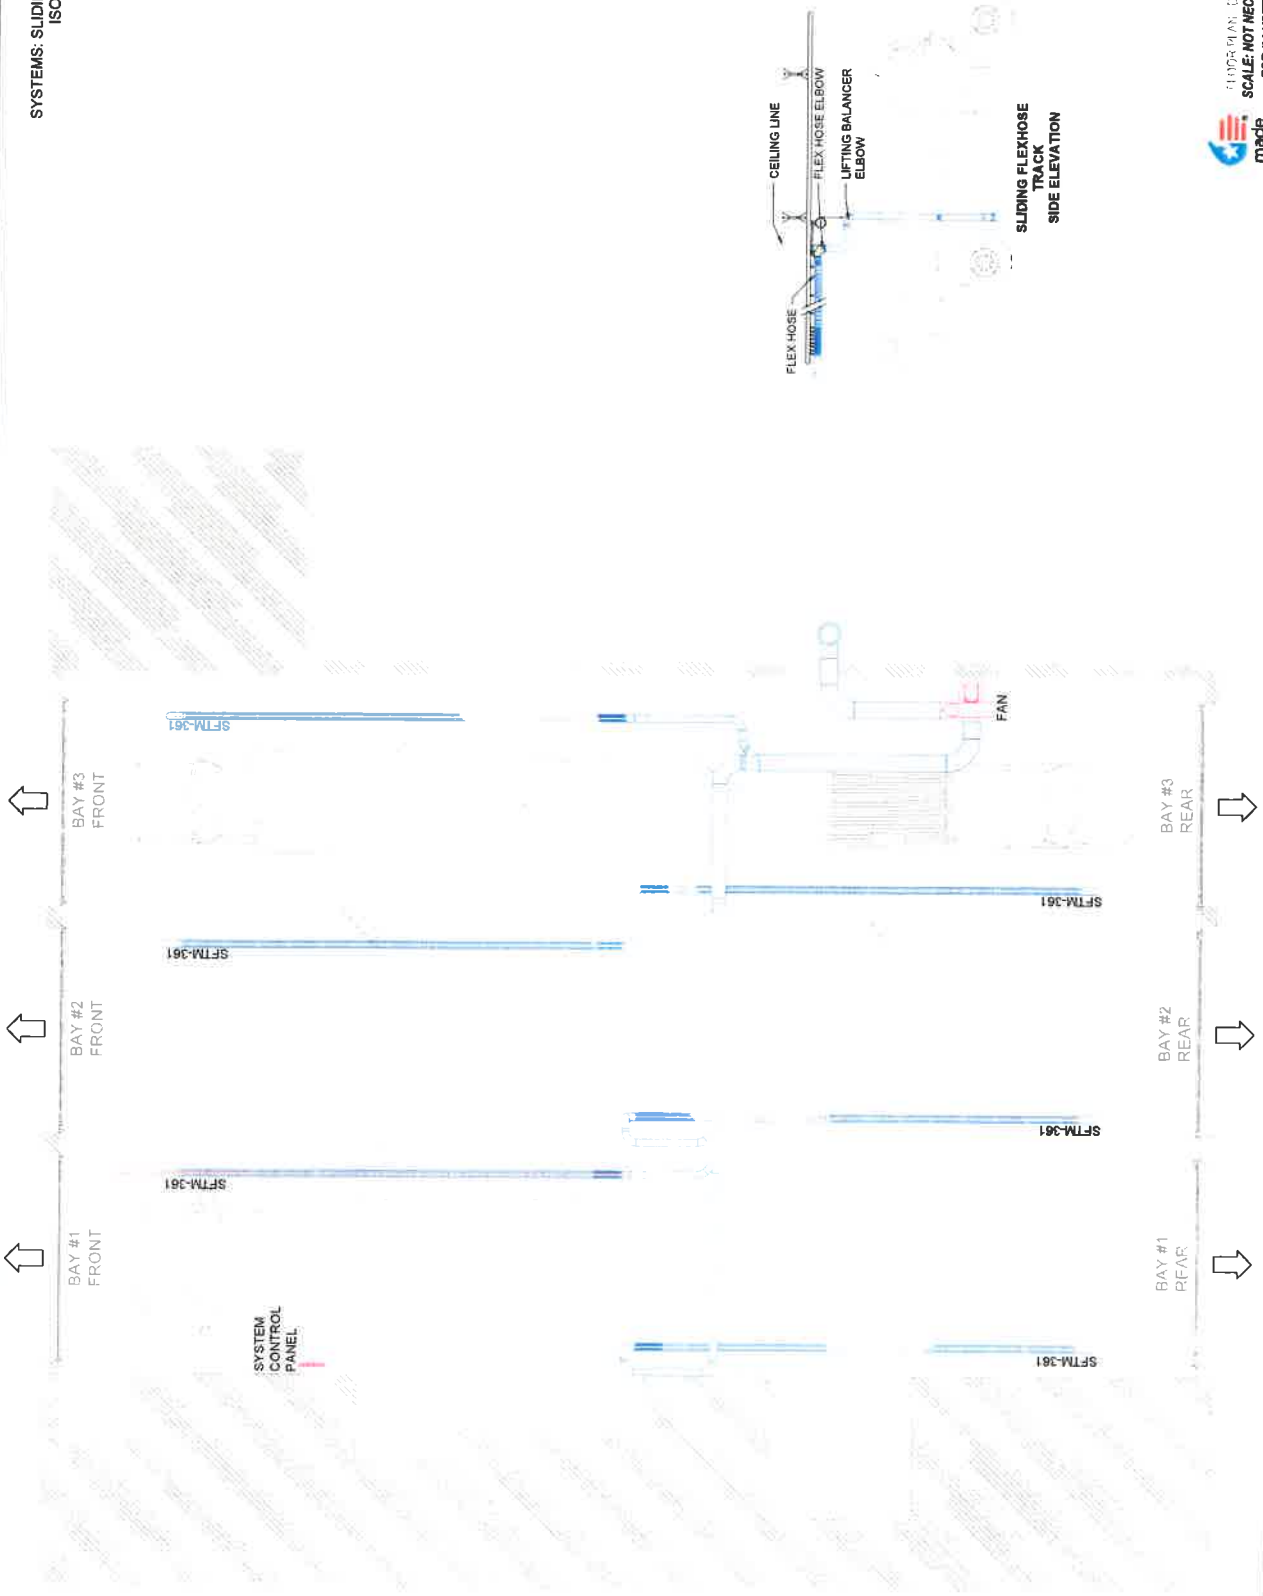 SYSTEMS: SLIDI
ISO
CEILING LINE
FLEX HOSE ELBOW
LIFTING BALANCER
ELBOW
FLEX HOSE
SLIDING FLEXHOSE
TRACK
SIDE ELEVATION
FLOOR PLAN
SCALE: NOT NEC
made
BAY #3
FRONT
BAY #2
FRONT
BAY #1
FRONT
SFTM-361
SFTM-361
SFTM-361
SYSTEM
CONTROL
PANEL
FAN
SFTM-361
SFTM-361
SFTM-361
BAY #3
REAR
BAY #2
REAR
BAY #1
REAR